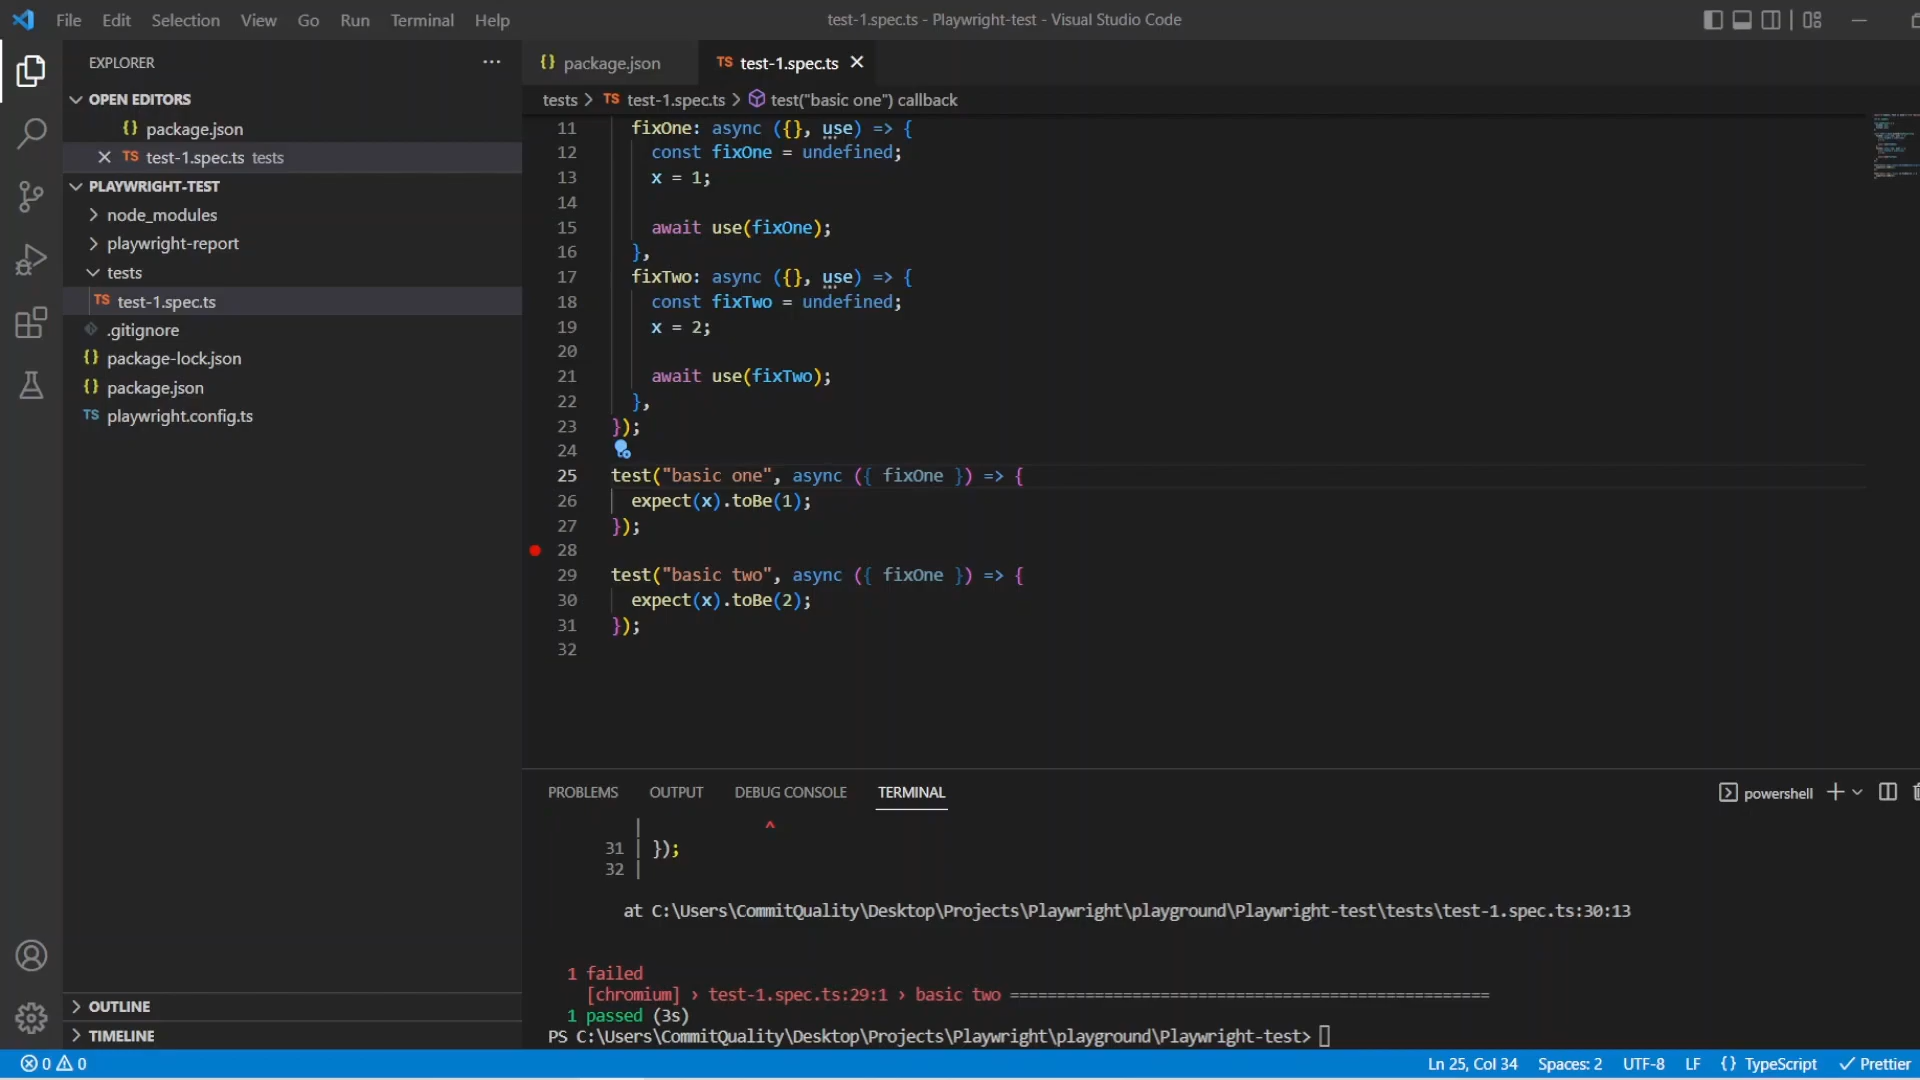 File Edit Selection View Go Run Terminal Help
test-1.spec.ts - Playwright-test - Visual Studio Code
EXPLORER
OPEN EDITORS
{} package.json
TS test-1.spec.ts tests
PLAYWRIGHT-TEST
node_modules
playwright-report
tests
TS test-1.spec.ts
.gitignore
{} package-lock.json
{} package.json
TS playwright.config.ts
OUTLINE
TIMELINE
{} package.json
TS test-1.spec.ts
tests > TS test-1.spec.ts > test("basic one") callback
11 fixOne: async ({}, use) => {
12 const fixOne = undefined;
13 x = 1;
14
15 await use(fixOne);
16 },
17 fixTwo: async ({}, use) => {
18 const fixTwo = undefined;
19 x = 2;
20
21 await use(fixTwo);
22 },
23 });
24
25 test("basic one", async ({ fixOne }) => {
26 expect(x).toBe(1);
27 });
28
29 test("basic two", async ({ fixOne }) => {
30 expect(x).toBe(2);
31 });
32
PROBLEMS OUTPUT DEBUG CONSOLE TERMINAL
powershell
| ^
31 | });
32 |
at C:\Users\CommitQuality\Desktop\Projects\Playwright\playground\Playwright-test\tests\test-1.spec.ts:30:13
1 failed
[chromium] › test-1.spec.ts:29:1 › basic two ================================================
1 passed (3s)
PS C:\Users\CommitQuality\Desktop\Projects\Playwright\playground\Playwright-test>
0 0
Ln 25, Col 34 Spaces: 2 UTF-8 LF {} TypeScript Prettier